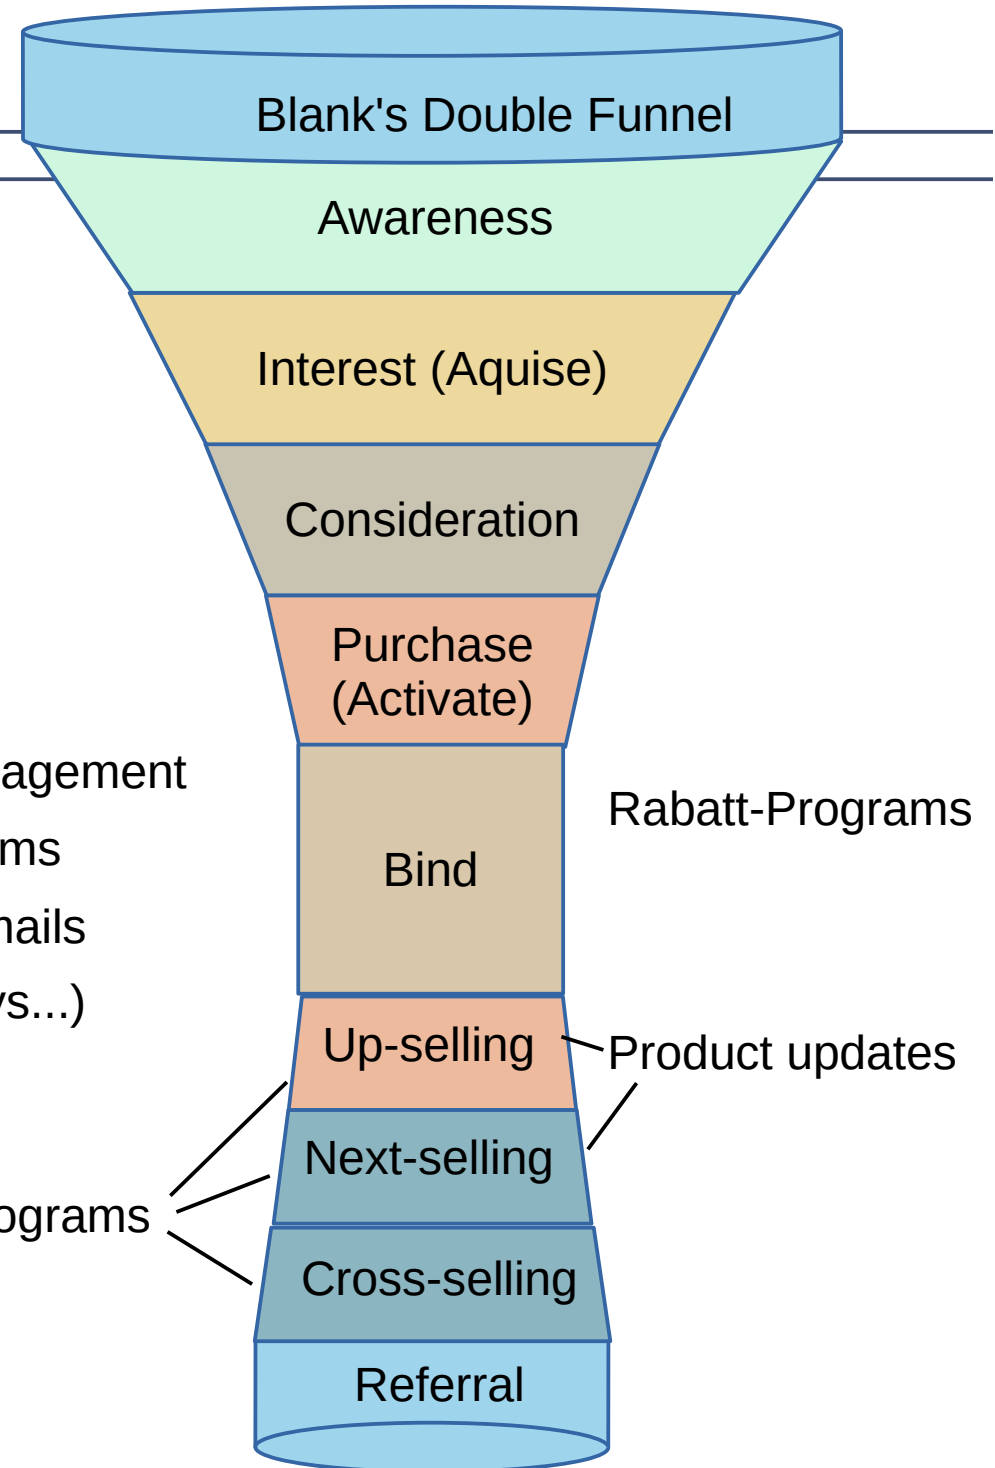 Blank's Double Funnel
Awareness
Interest (Aquise)
Consideration
Purchase
(Activate)
agement
Rabatt-Programs
ms
Bind
nails
s...)
Up-selling
Product updates
Next-selling
ograms
Cross-selling
Referral